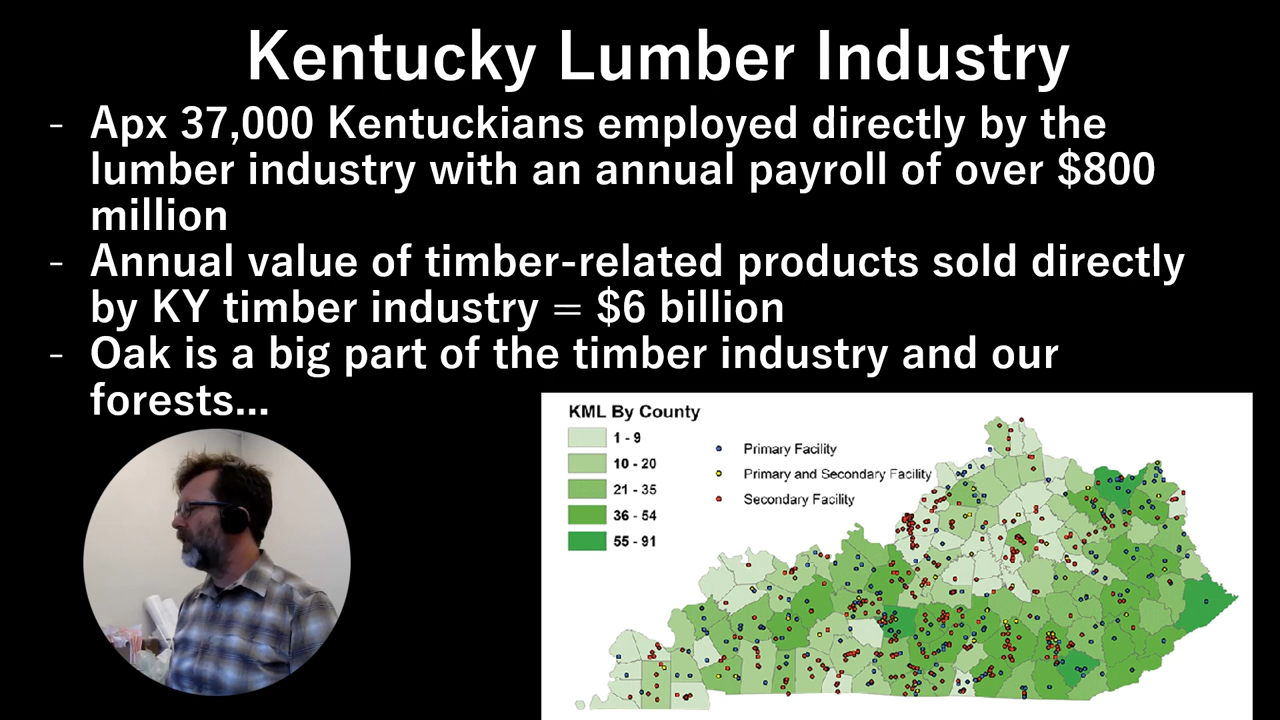 Kentucky Lumber Industry
- Apx 37,000 Kentuckians employed directly by the
lumber industry with an annual payroll of over $800
million
- Annual value of timber-related products sold directly
by KY timber industry = $6 billion
- Oak is a big part of the timber industry and our
forests...
KML By County
1 - 9
10 - 20
21 - 35
36 - 54
55 - 91
Primary Facility
Primary and Secondary Facility
Secondary Facility